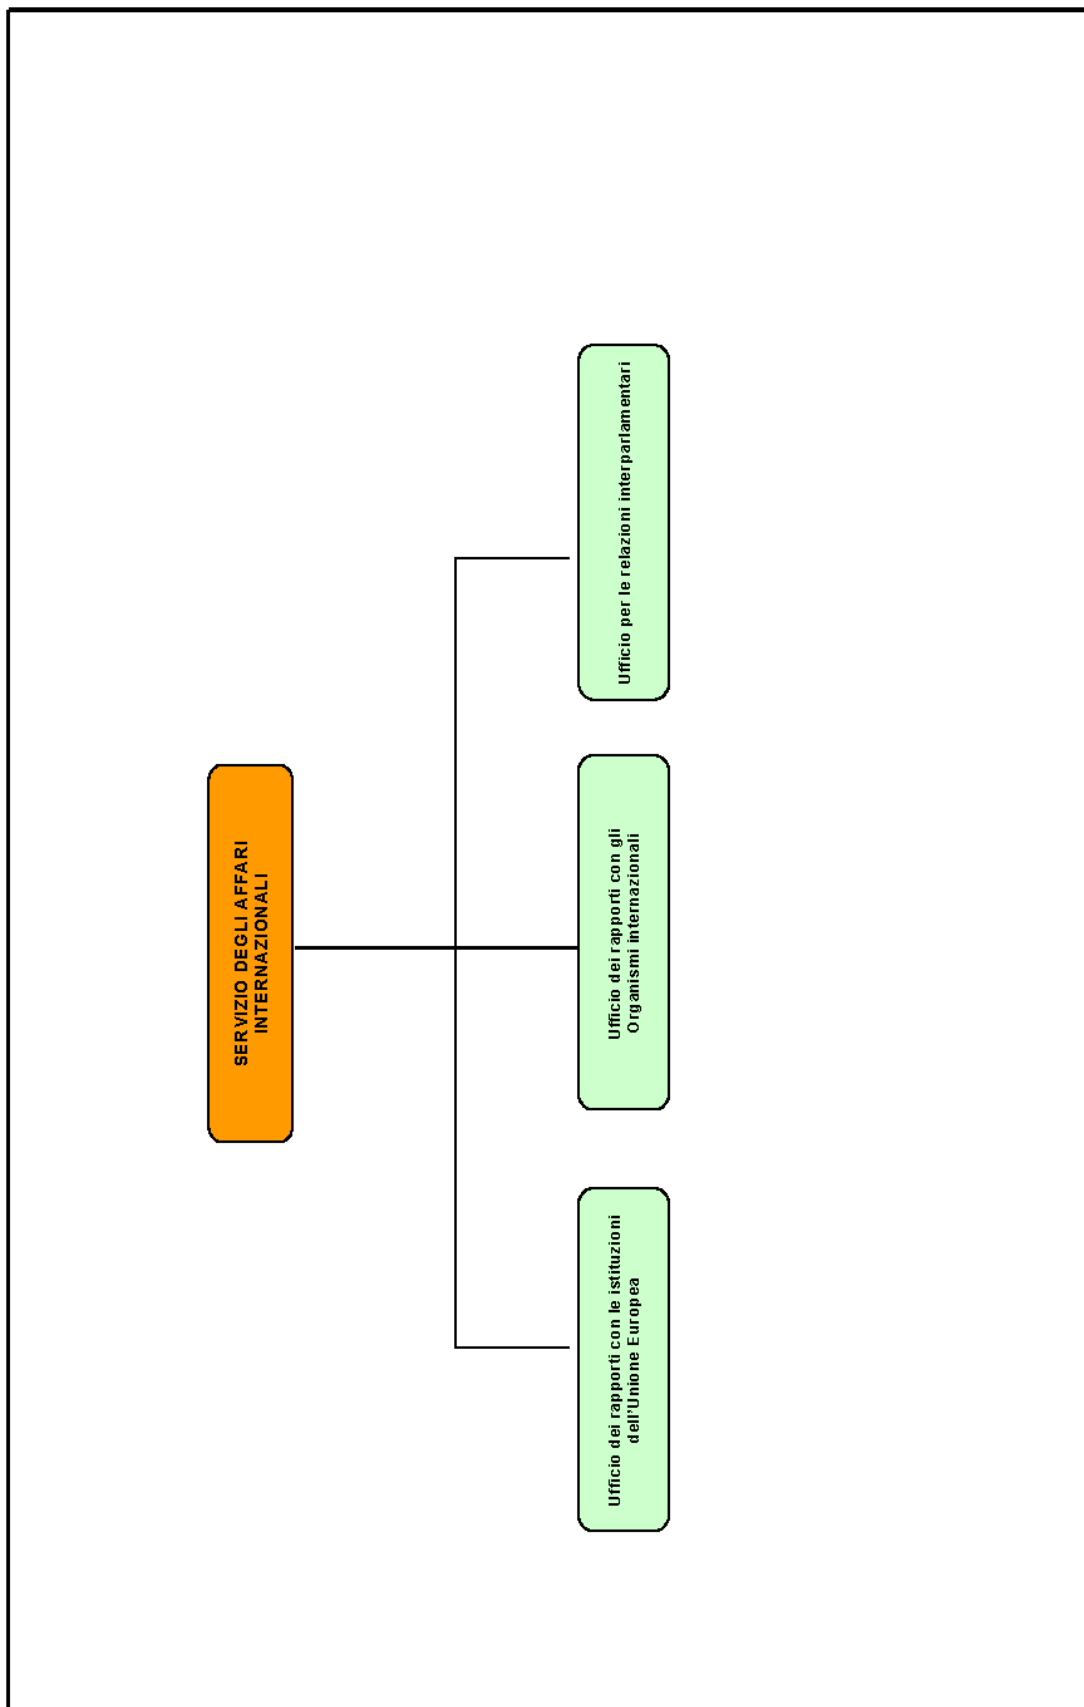 SERVIZIO DEGLI AFFARI
INTERNAZIONALI
Ufficio dei rapporti con le istituzioni
dell'Unione Europea
Ufficio dei rapporti con gli
Organismi internazionali
Ufficio per le relazioni interparlamentari